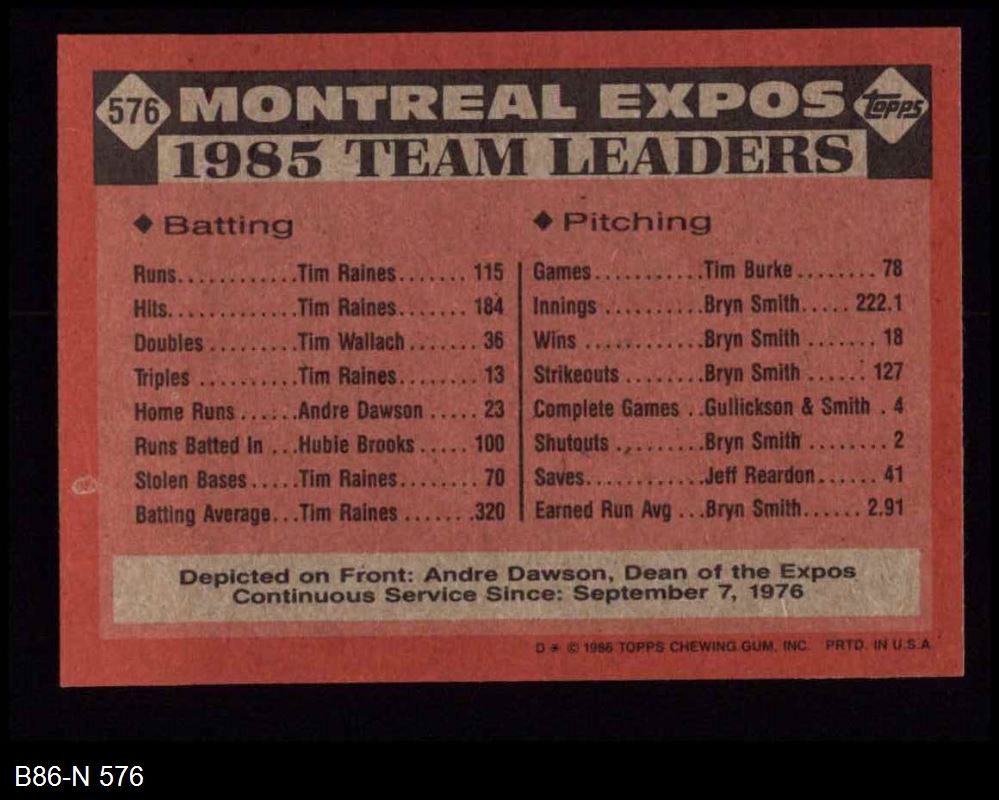 576 MONTREAL EXPOS TOPPS
1985 TEAM LEADERS
◆ Batting
Runs............Tim Raines....... 115
Hits.............Tim Raines....... 184
Doubles .........Tim Wallach ....... 36
Triples ..........Tim Raines........ 13
Home Runs ......Andre Dawson ..... 23
Runs Batted In ...Hubie Brooks ..... 100
Stolen Bases.....Tim Raines........ 70
Batting Average...Tim Raines .......320
◆ Pitching
Games...........Tim Burke ........ 78
Innings ..........Bryn Smith..... 222.1
Wins ............Bryn Smith ....... 18
Strikeouts ........Bryn Smith ...... 127
Complete Games ..Gullickson & Smith . 4
Shutouts .........Bryn Smith ........ 2
Saves............Jeff Reardon...... 41
Earned Run Avg ...Bryn Smith...... 2.91
Depicted on Front: Andre Dawson, Dean of the Expos
Continuous Service Since: September 7, 1976
D * © 1986 TOPPS CHEWING GUM, INC. PRTD. IN U.S.A.
B86-N 576